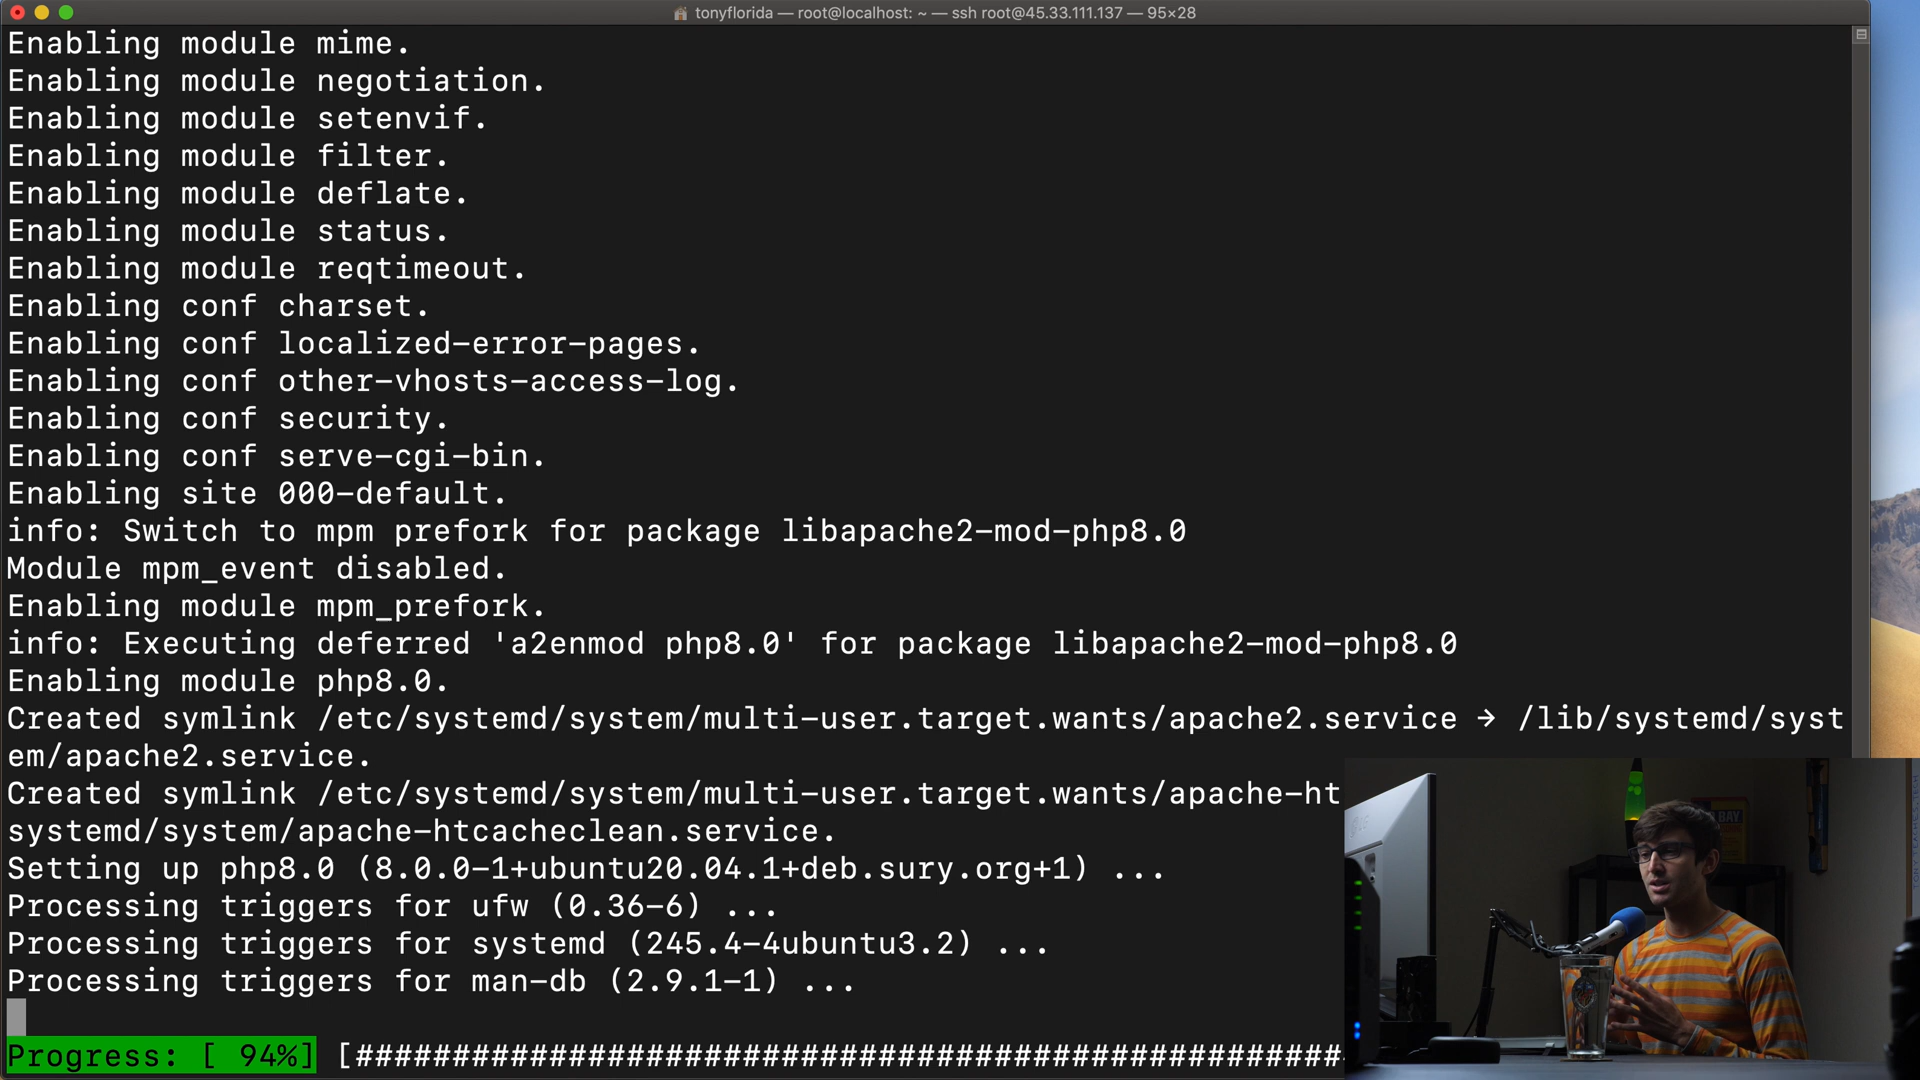 tonyflorida — root@localhost: ~ — ssh root@45.33.111.137 — 95×28
Enabling module mime.
Enabling module negotiation.
Enabling module setenvif.
Enabling module filter.
Enabling module deflate.
Enabling module status.
Enabling module reqtimeout.
Enabling conf charset.
Enabling conf localized-error-pages.
Enabling conf other-vhosts-access-log.
Enabling conf security.
Enabling conf serve-cgi-bin.
Enabling site 000-default.
info: Switch to mpm prefork for package libapache2-mod-php8.0
Module mpm_event disabled.
Enabling module mpm_prefork.
info: Executing deferred 'a2enmod php8.0' for package libapache2-mod-php8.0
Enabling module php8.0.
Created symlink /etc/systemd/system/multi-user.target.wants/apache2.service → /lib/systemd/syst
em/apache2.service.
Created symlink /etc/systemd/system/multi-user.target.wants/apache-ht
systemd/system/apache-htcacheclean.service.
Setting up php8.0 (8.0.0-1+ubuntu20.04.1+deb.sury.org+1) ...
Processing triggers for ufw (0.36-6) ...
Processing triggers for systemd (245.4-4ubuntu3.2) ...
Processing triggers for man-db (2.9.1-1) ...
Progress: [ 94%] [###################################################